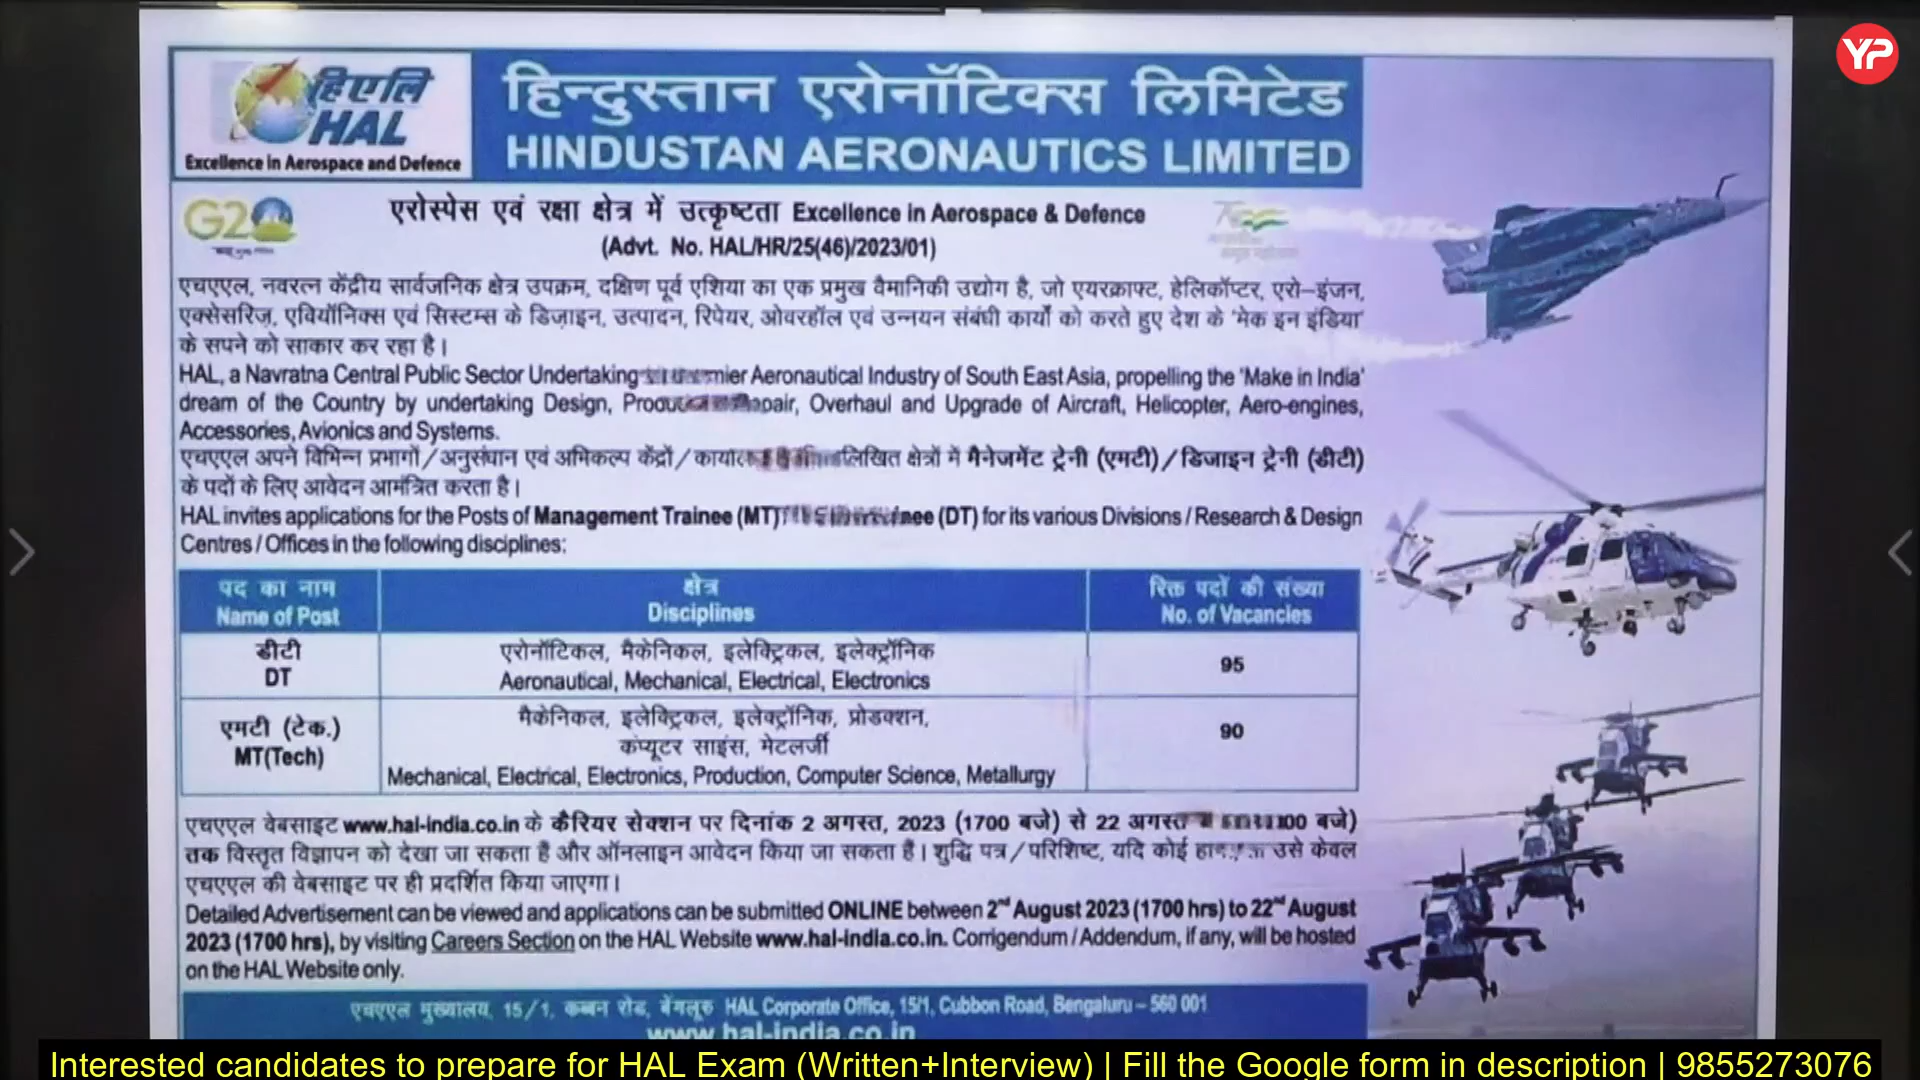 YP
हिएलि
HAL
Excellence in Aerospace and Defence
हिन्दुस्तान एरोनॉटिक्स लिमिटेड
HINDUSTAN AERONAUTICS LIMITED
G20
एरोस्पेस एवं रक्षा क्षेत्र में उत्कृष्टता Excellence in Aerospace & Defence
(Advt. No. HAL/HR/25(46)/2023/01)
एचएएल, नवरत्न केंद्रीय सार्वजनिक क्षेत्र उपक्रम, दक्षिण पूर्व एशिया का एक प्रमुख वैमानिकी उद्योग है, जो एयरक्राफ्ट, हेलिकॉप्टर, एरो-इंजन,
एक्सेसरिज़, एवियॉनिक्स एवं सिस्टम्स के डिज़ाइन, उत्पादन, रिपेयर, ओवरहॉल एवं उन्नयन संबंधी कार्यों को करते हुए देश के 'मेक इन इंडिया'
के सपने को साकार कर रहा है।
HAL, a Navratna Central Public Sector Undertaking Aeronautical Industry of South East Asia, propelling the 'Make in India'
dream of the Country by undertaking Design, Overhaul and Upgrade of Aircraft, Helicopter, Aero-engines,
Accessories, Avionics and Systems.
एचएएल अपने विभिन्न प्रभागों/अनुसंधान एवं अभिकल्प केंद्रों/ क्षेत्रों में मैनेजमेंट ट्रेनी (एमटी)/डिजाइन ट्रेनी (डीटी)
के पदों के लिए आवेदन आमंत्रित करता है।
HAL invites applications for the Posts of Management Trainee (MT) (DT) for its various Divisions / Research & Design
Centres / Offices in the following disciplines:
पद का नाम
Name of Post
क्षेत्र
Disciplines
रिक्त पदों की संख्या
No. of Vacancies
डीटी
DT
एरोनॉटिकल, मैकेनिकल, इलेक्ट्रिकल, इलेक्ट्रॉनिक
Aeronautical, Mechanical, Electrical, Electronics
95
एमटी (टेक.)
MT(Tech)
मैकेनिकल, इलेक्ट्रिकल, इलेक्ट्रॉनिक, प्रोडक्शन,
कंप्यूटर साइंस, मेटलर्जी
Mechanical, Electrical, Electronics, Production, Computer Science, Metallurgy
90
एचएएल वेबसाइट www.hal-india.co.in के कैरियर सेक्शन पर दिनांक 2 अगस्त, 2023 (1700 बजे) से 22 अगस्त बजे)
तक विस्तृत विज्ञापन को देखा जा सकता है और ऑनलाइन आवेदन किया जा सकता है। शुद्धि पत्र/परिशिष्ट, यदि कोई उसे केवल
एचएएल की वेबसाइट पर ही प्रदर्शित किया जाएगा।
Detailed Advertisement can be viewed and applications can be submitted ONLINE between 2nd August 2023 (1700 hrs) to 22nd August
2023 (1700 hrs), by visiting Careers Section on the HAL Website www.hal-india.co.in. Corrigendum / Addendum, if any, will be hosted
on the HAL Website only.
एचएएल मुख्यालय, 15/1, कब्बन रोड, बेंगलूरु HAL Corporate Office, 15/1, Cubbon Road, Bengaluru – 560 001
www.hal-india.co.in
Interested candidates to prepare for HAL Exam (Written+Interview) | Fill the Google form in description | 9855273076